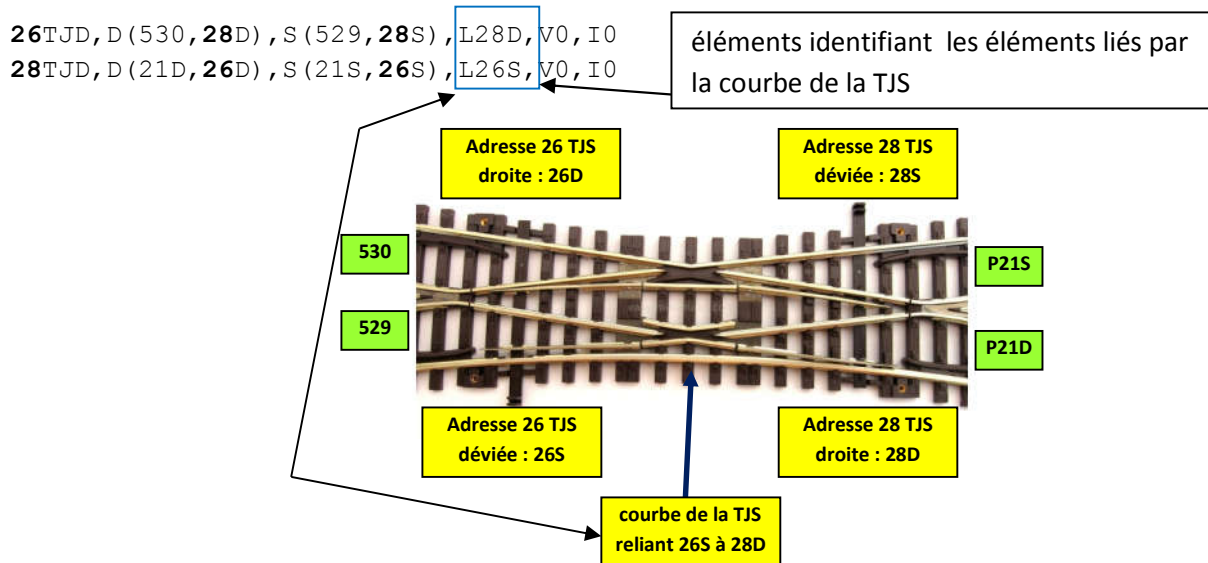 26TJD,D(530,28D),S(529,28S),L28D,V0,I0
28TJD,D(21D,26D),S(21S,26S),L26S,V0,I0
éléments identifiant les éléments liés par
la courbe de la TJS
Adresse 26 TJS
droite : 26D
Adresse 28 TJS
déviée : 28S
530
P21S
529
P21D
Adresse 26 TJS
déviée : 26S
Adresse 28 TJS
droite : 28D
courbe de la TJS
reliant 26S à 28D